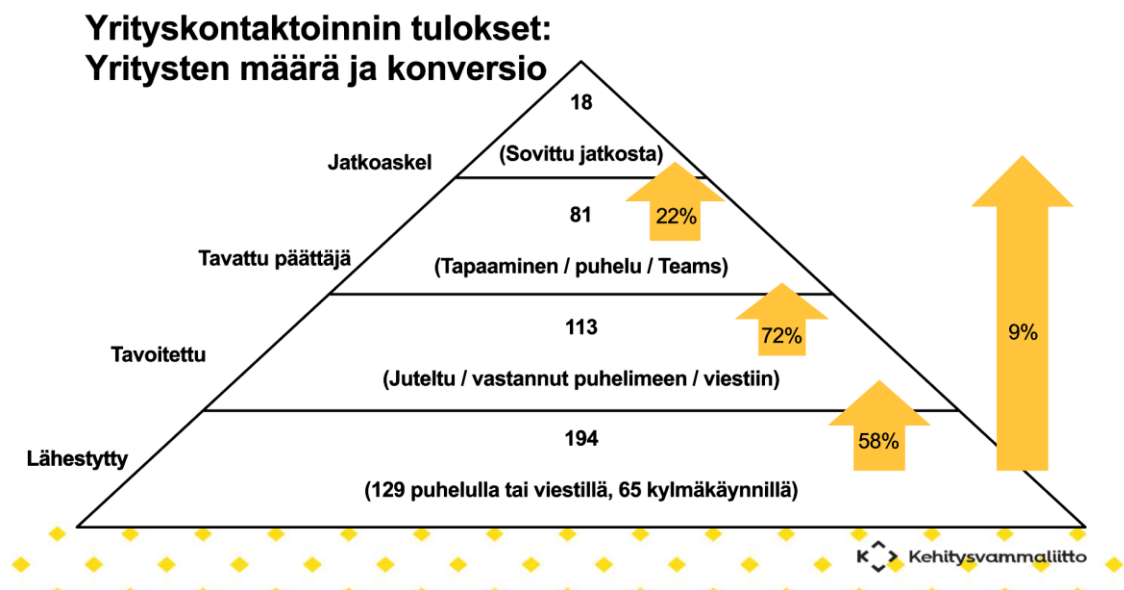 Yrityskontaktoinnin tulokset:
Yritysten määrä ja konversio
18
Jatkoaskel
(Sovittu jatkosta)
81
22%
Tavattu päättäjä
(Tapaaminen / puhelu / Teams)
113
72%
9%
Tavoitettu
(Juteltu / vastannut puhelimeen / viestiin)
194
58%
Lähestytty
(129 puhelulla tai viestillä, 65 kylmäkäynnillä)
K Kehitysvammaliitto